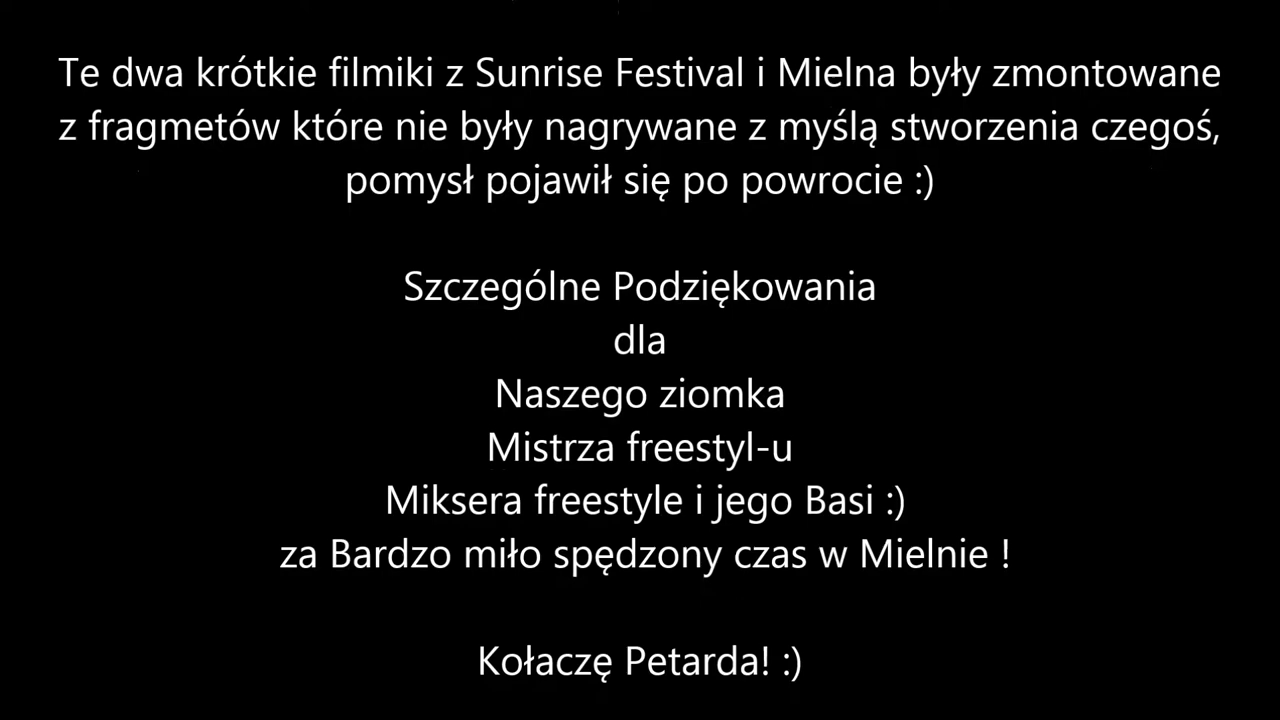 Te dwa krótkie filmiki z Sunrise Festival i Mielna były zmontowane
z fragmetów które nie były nagrywane z myślą stworzenia czegoś,
pomysł pojawił się po powrocie :)
Szczególne Podziękowania
dla
Naszego ziomka
Mistrza freestyl-u
Miksera freestyle i jego Basi :)
za Bardzo miło spędzony czas w Mielnie !
Kołaczę Petarda! :)